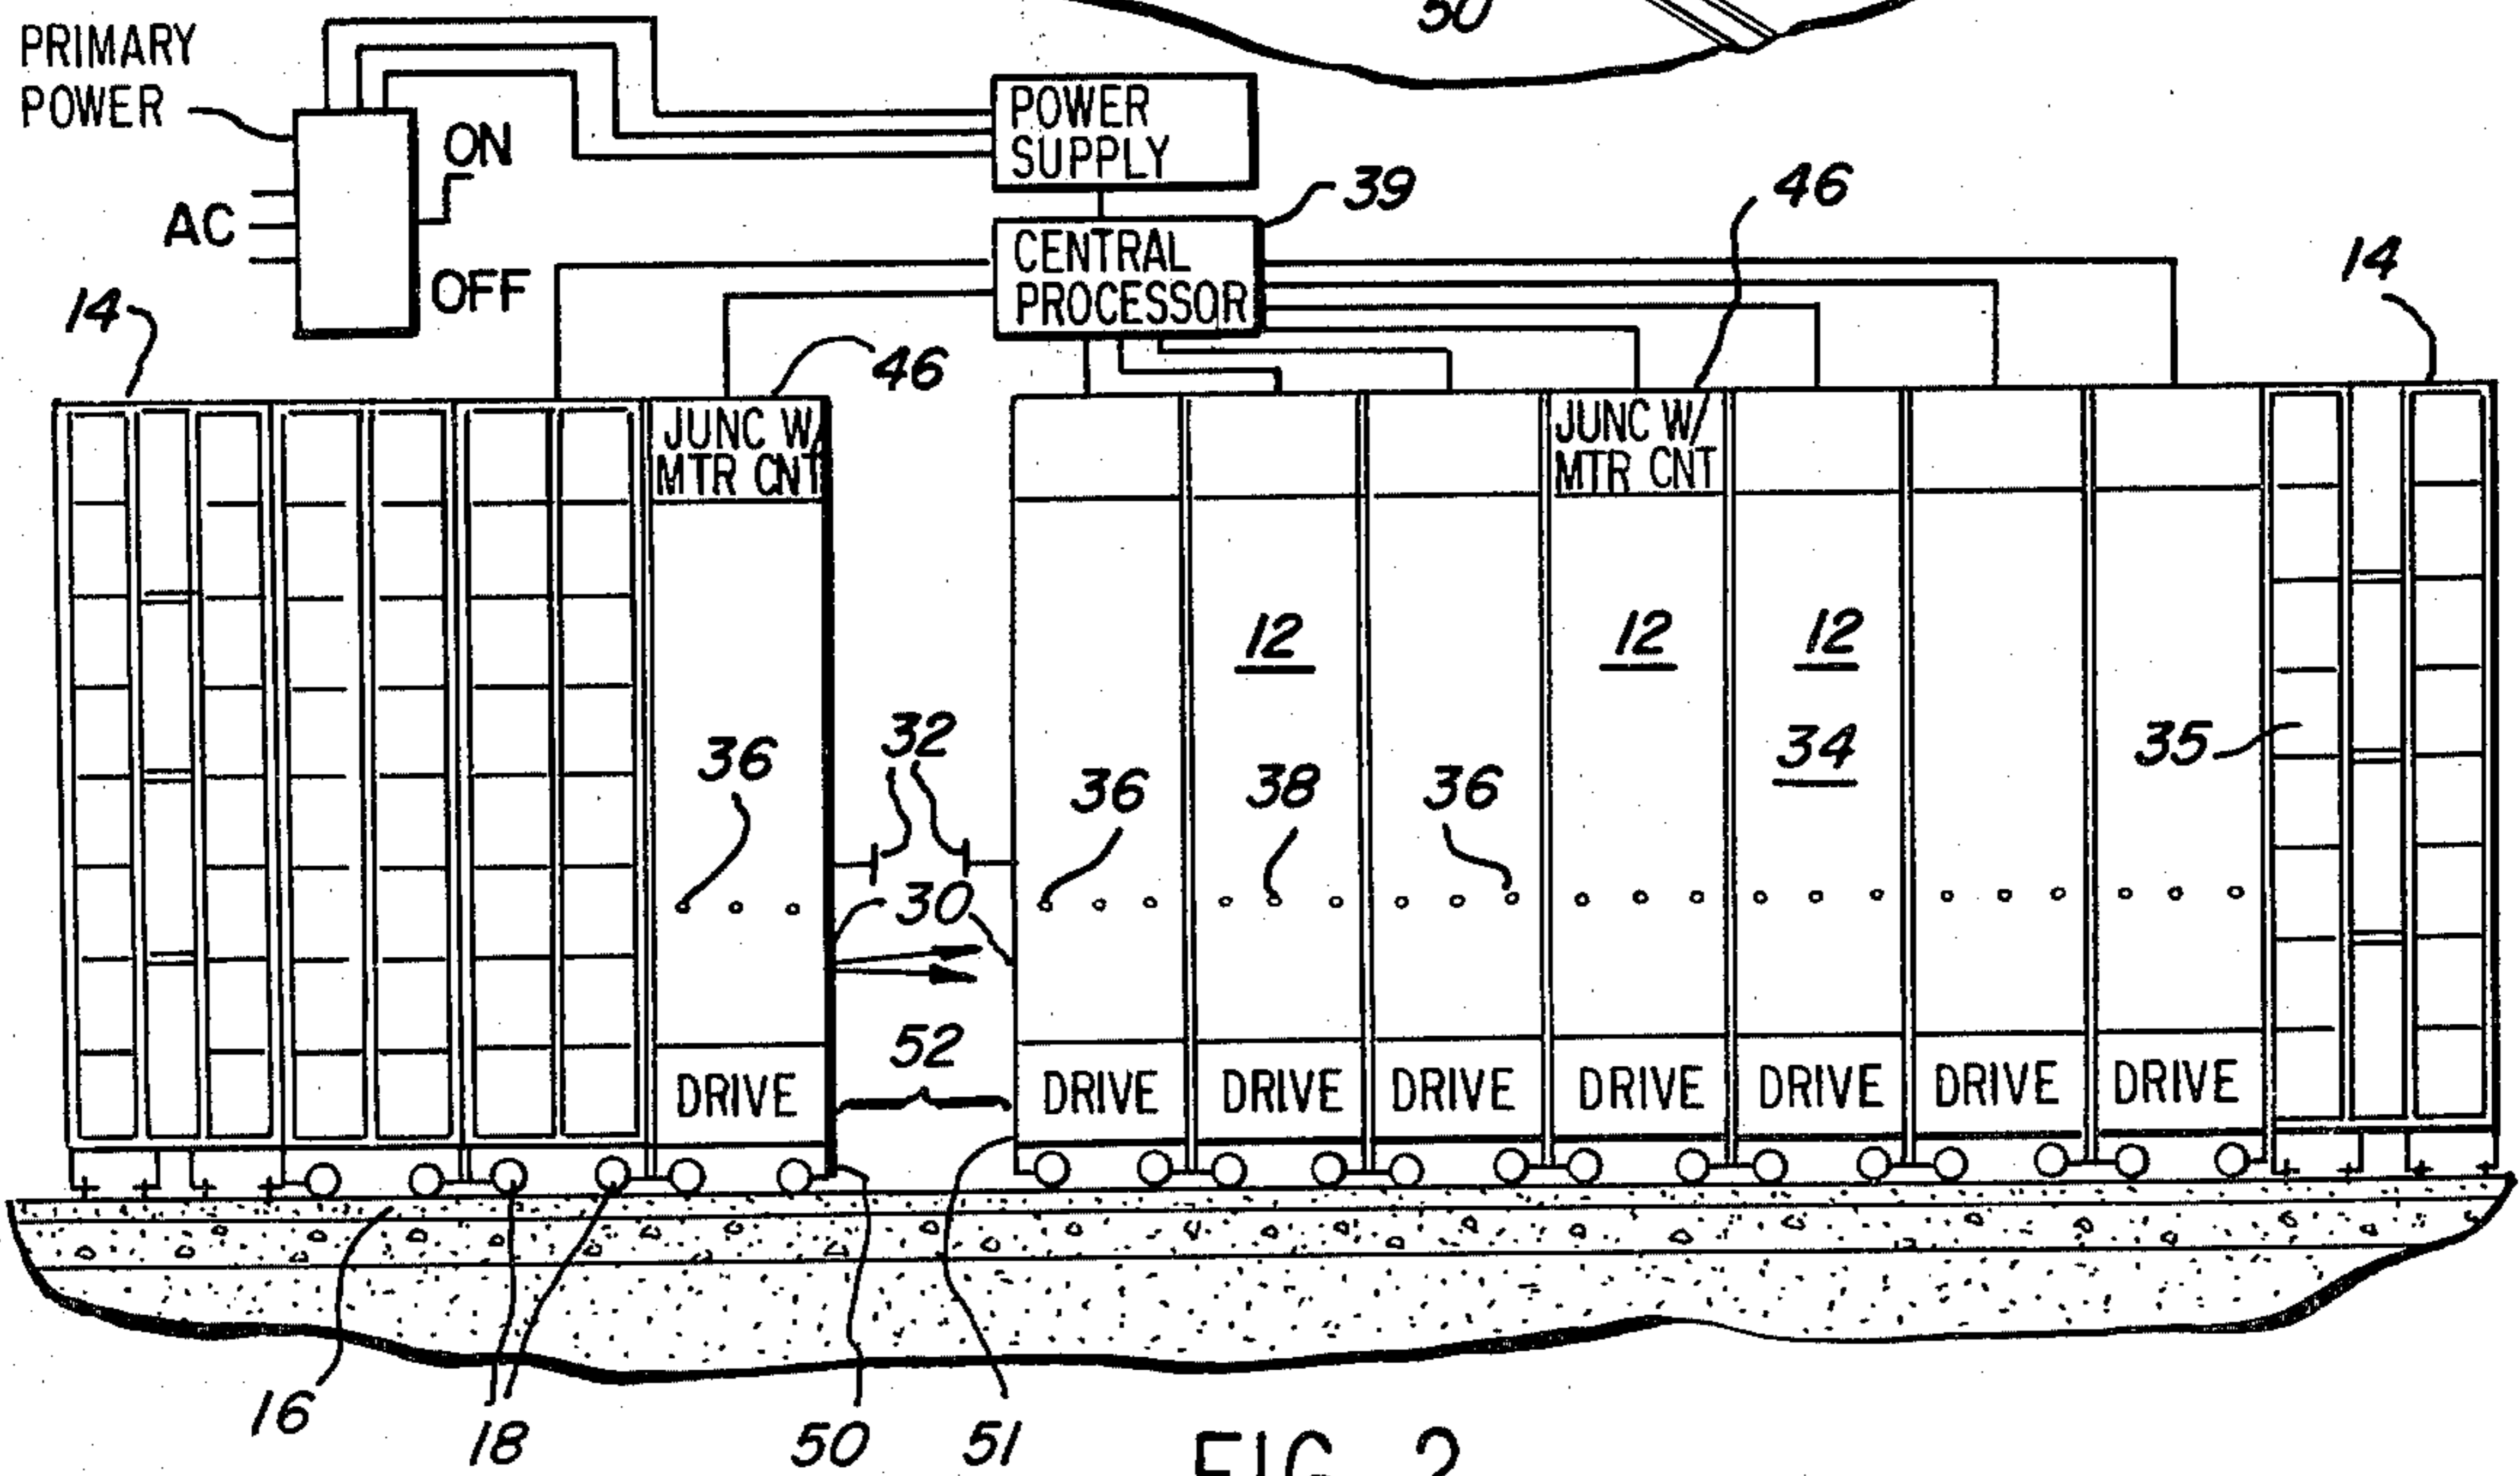 50
PRIMARY
POWER
ON
AC
OFF
POWER
SUPPLY
39
CENTRAL
PROCESSOR
46
14
14
46
JUNC W/
MTR CNT
JUNC W/
MTR CNT
12
12
12
32
36
36
38
36
34
35
30
52
DRIVE
DRIVE
DRIVE
DRIVE
DRIVE
DRIVE
DRIVE
DRIVE
16
18
50
51
FIG. 2